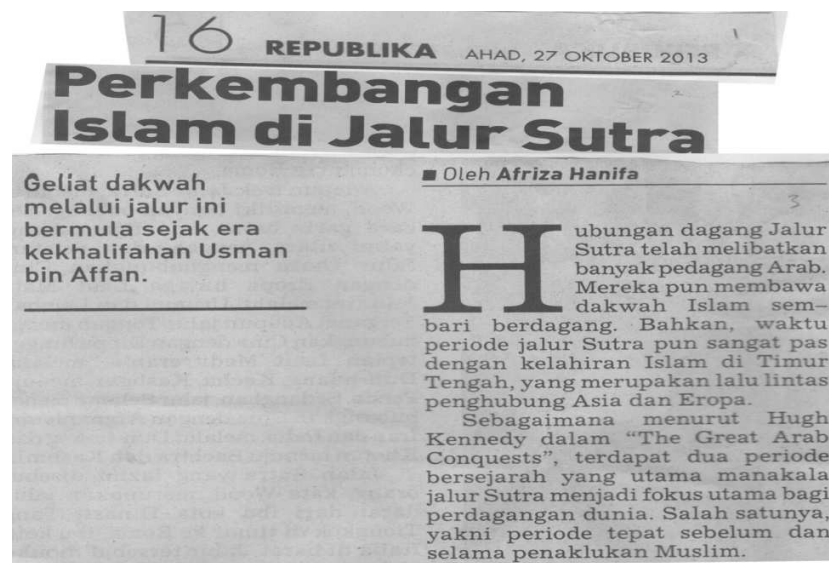 16 REPUBLIKA AHAD, 27 OKTOBER 2013
Perkembangan
Islam di Jalur Sutra
Geliat dakwah
melalui jalur ini
bermula sejak era
kekhalifahan Usman
bin Affan.
Oleh Afriza Hanifa
3
Hubungan dagang Jalur
Sutra telah melibatkan
banyak pedagang Arab.
Mereka pun membawa
dakwah Islam sem-
bari berdagang. Bahkan, waktu
periode jalur Sutra pun sangat pas
dengan kelahiran Islam di Timur
Tengah, yang merupakan lalu lintas
penghubung Asia dan Eropa.
Sebagaimana menurut Hugh
Kennedy dalam “The Great Arab
Conquests”, terdapat dua periode
bersejarah yang utama manakala
jalur Sutra menjadi fokus utama bagi
perdagangan dunia. Salah satunya,
yakni periode tepat sebelum dan
selama penaklukan Muslim.